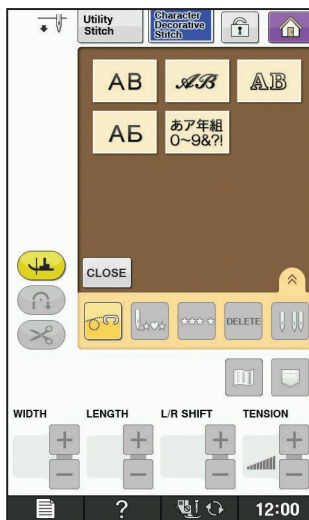 Utility
Stitch
Character
Decorative
Stitch
AB
AB
AB
АБ
あア年組
0~9&?!
CLOSE
DELETE
WIDTH
LENGTH
L/R SHIFT
TENSION
+
+
+
+
−
−
−
−
?
12:00